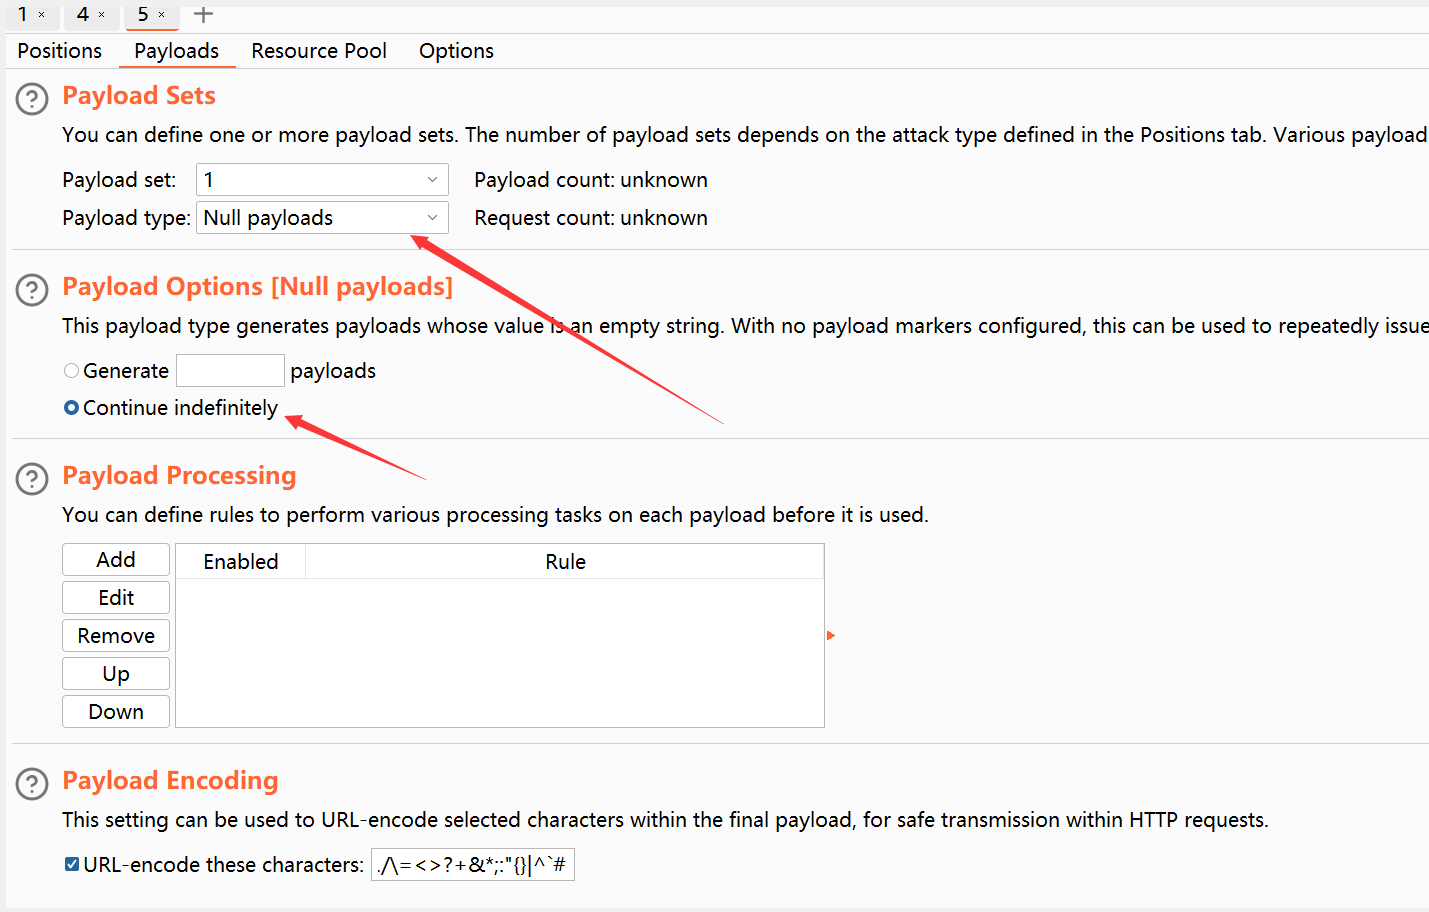 1 × 4 × 5 × +
Positions Payloads Resource Pool Options
Payload Sets
You can define one or more payload sets. The number of payload sets depends on the attack type defined in the Positions tab. Various payload
Payload set: 1 Payload count: unknown
Payload type: Null payloads Request count: unknown
Payload Options [Null payloads]
This payload type generates payloads whose value is an empty string. With no payload markers configured, this can be used to repeatedly issue
Generate payloads
Continue indefinitely
Payload Processing
You can define rules to perform various processing tasks on each payload before it is used.
Add
Enabled Rule
Edit
Remove
Up
Down
Payload Encoding
This setting can be used to URL-encode selected characters within the final payload, for safe transmission within HTTP requests.
URL-encode these characters: ./\=<>?+&*;:"{}|^`#